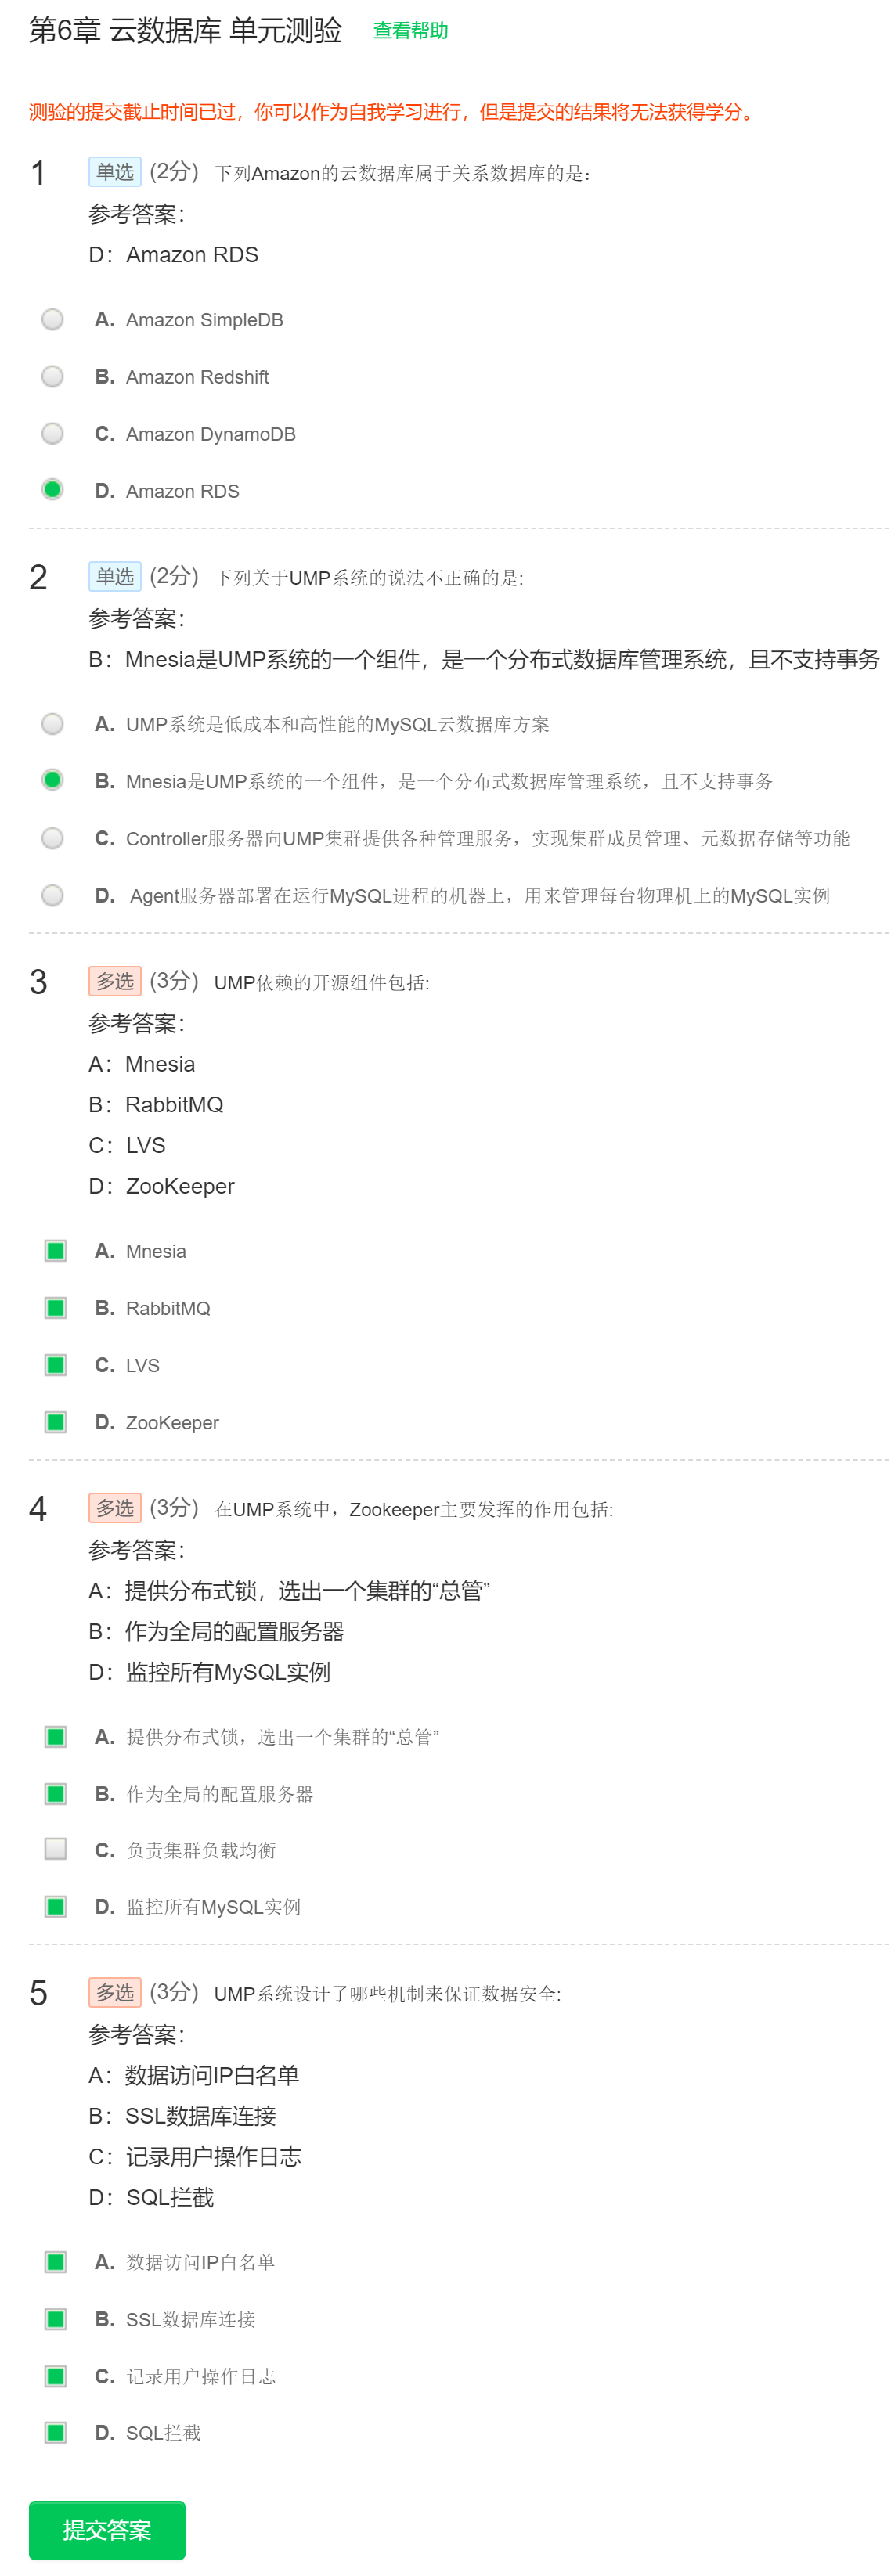 第6章 云数据库 单元测验 查看帮助
测验的提交截止时间已过，你可以作为自我学习进行，但是提交的结果将无法获得学分。
1 单选 (2分) 下列Amazon的云数据库属于关系数据库的是：
参考答案：
D：Amazon RDS
A. Amazon SimpleDB
B. Amazon Redshift
C. Amazon DynamoDB
D. Amazon RDS
2 单选 (2分) 下列关于UMP系统的说法不正确的是:
参考答案：
B：Mnesia是UMP系统的一个组件，是一个分布式数据库管理系统，且不支持事务
A. UMP系统是低成本和高性能的MySQL云数据库方案
B. Mnesia是UMP系统的一个组件，是一个分布式数据库管理系统，且不支持事务
C. Controller服务器向UMP集群提供各种管理服务，实现集群成员管理、元数据存储等功能
D. Agent服务器部署在运行MySQL进程的机器上，用来管理每台物理机上的MySQL实例
3 多选 (3分) UMP依赖的开源组件包括:
参考答案：
A：Mnesia
B：RabbitMQ
C：LVS
D：ZooKeeper
A. Mnesia
B. RabbitMQ
C. LVS
D. ZooKeeper
4 多选 (3分) 在UMP系统中，Zookeeper主要发挥的作用包括:
参考答案：
A：提供分布式锁，选出一个集群的“总管”
B：作为全局的配置服务器
D：监控所有MySQL实例
A. 提供分布式锁，选出一个集群的“总管”
B. 作为全局的配置服务器
C. 负责集群负载均衡
D. 监控所有MySQL实例
5 多选 (3分) UMP系统设计了哪些机制来保证数据安全:
参考答案：
A：数据访问IP白名单
B：SSL数据库连接
C：记录用户操作日志
D：SQL拦截
A. 数据访问IP白名单
B. SSL数据库连接
C. 记录用户操作日志
D. SQL拦截
提交答案